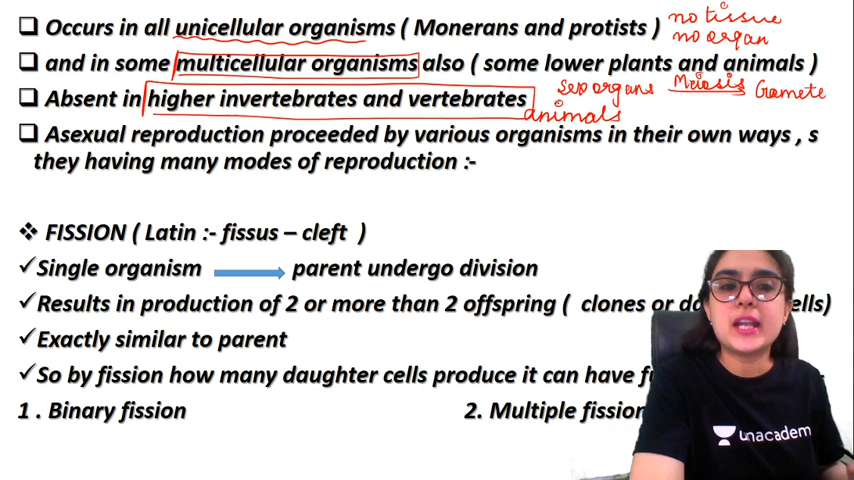 ❑ Occurs in all unicellular organisms ( Monerans and protists ) no tissue
no organ
❑ and in some multicellular organisms also ( some lower plants and animals )
❑ Absent in higher invertebrates and vertebrates sex organs Meiosis Gamete
animals
❑ Asexual reproduction proceeded by various organisms in their own ways , s
they having many modes of reproduction :-
❖ FISSION ( Latin :- fissus – cleft )
✓Single organism parent undergo division
✓Results in production of 2 or more than 2 offspring ( clones or ells)
✓Exactly similar to parent
✓So by fission how many daughter cells produce it can have
1 . Binary fission 2. Multiple fission
unacadem